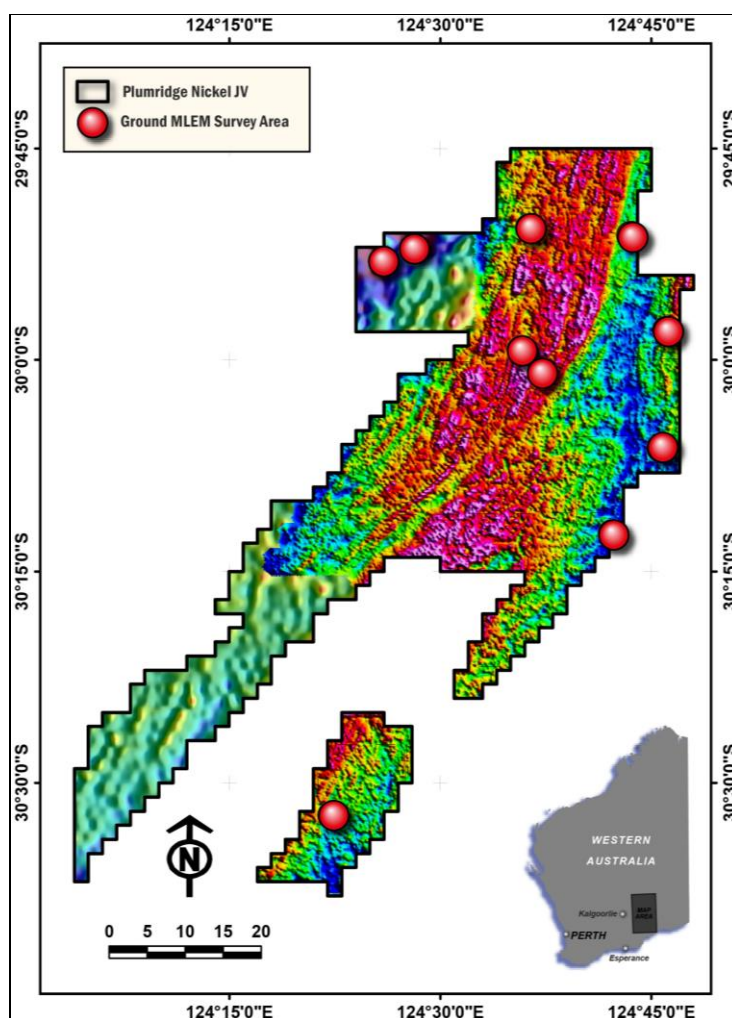 124°15'0"E 124°30'0"E 124°45'0"E
Plumridge Nickel JV
Ground MLEM Survey Area
29°45'0"S 29°45'0"S
30°0'0"S 30°0'0"S
30°15'0"S 30°15'0"S
30°30'0"S 30°30'0"S
N
0 5 10 15 20
WESTERN
AUSTRALIA
Kalgoorlie
MAP
AREA
PERTH
Esperance
124°15'0"E 124°30'0"E 124°45'0"E